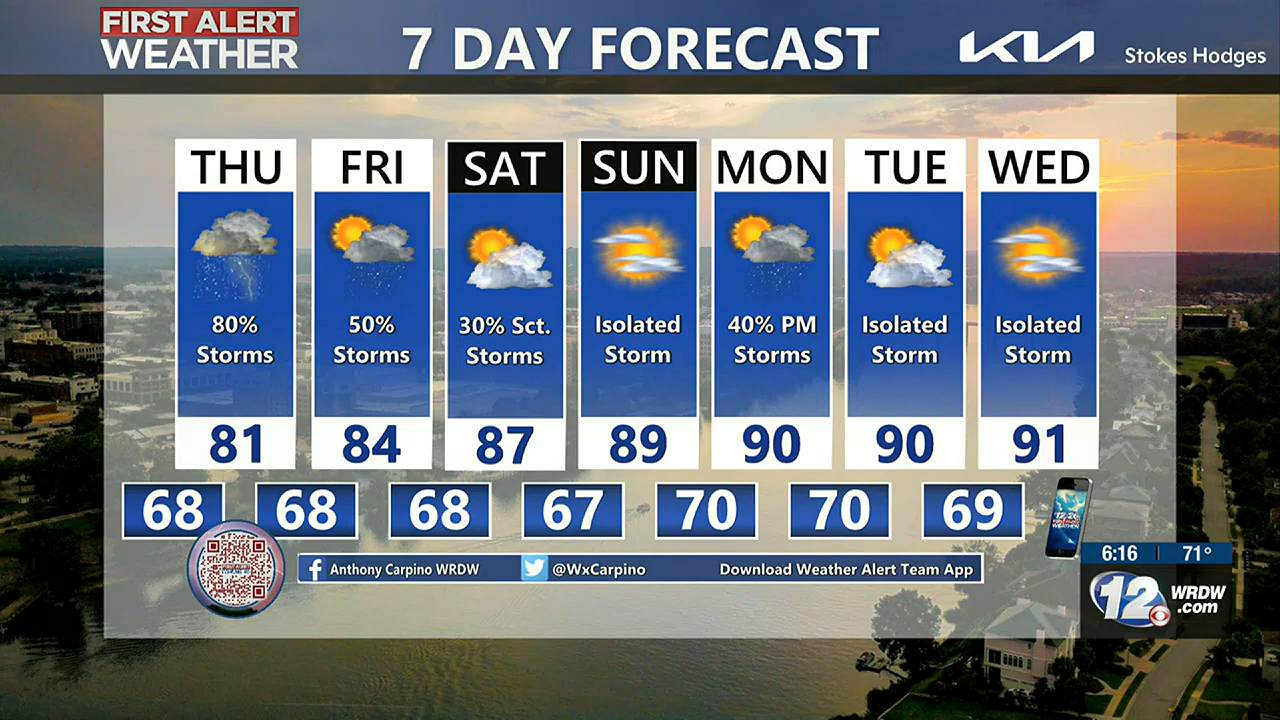 FIRST ALERT
WEATHER
7 DAY FORECAST
KIA
Stokes Hodges
THU
FRI
SAT
SUN
MON
TUE
WED
80%
Storms
50%
Storms
30% Sct.
Storms
Isolated
Storm
40% PM
Storms
Isolated
Storm
Isolated
Storm
81
84
87
89
90
90
91
68
68
68
67
70
70
69
Anthony Carpino WRDW
@WxCarpino
Download Weather Alert Team App
6:16
71°
12
WRDW
.com